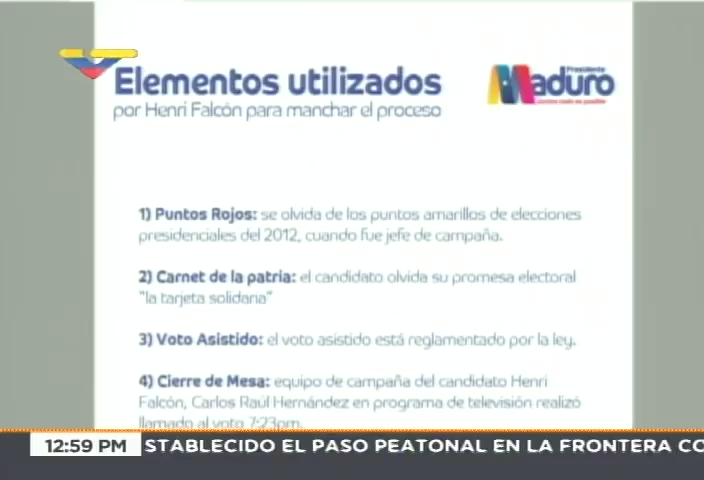 Elementos utilizados
por Henri Falcón para manchar el proceso
Presidente
Maduro
1) Puntos Rojos: se olvida de los puntos amarillos de elecciones
presidenciales del 2012, cuando fue jefe de campaña.
2) Carnet de la patria: el candidato olvida su promesa electoral
"la tarjeta solidaria"
3) Voto Asistido: el voto asistido está reglamentado por la ley.
4) Cierre de Mesa: equipo de campaña del candidato Henri
Falcón, Carlos Raúl Hernández en programa de televisión realizó
llamado al voto 7:23pm.
12:59 PM STABLECIDO EL PASO PEATONAL EN LA FRONTERA CO